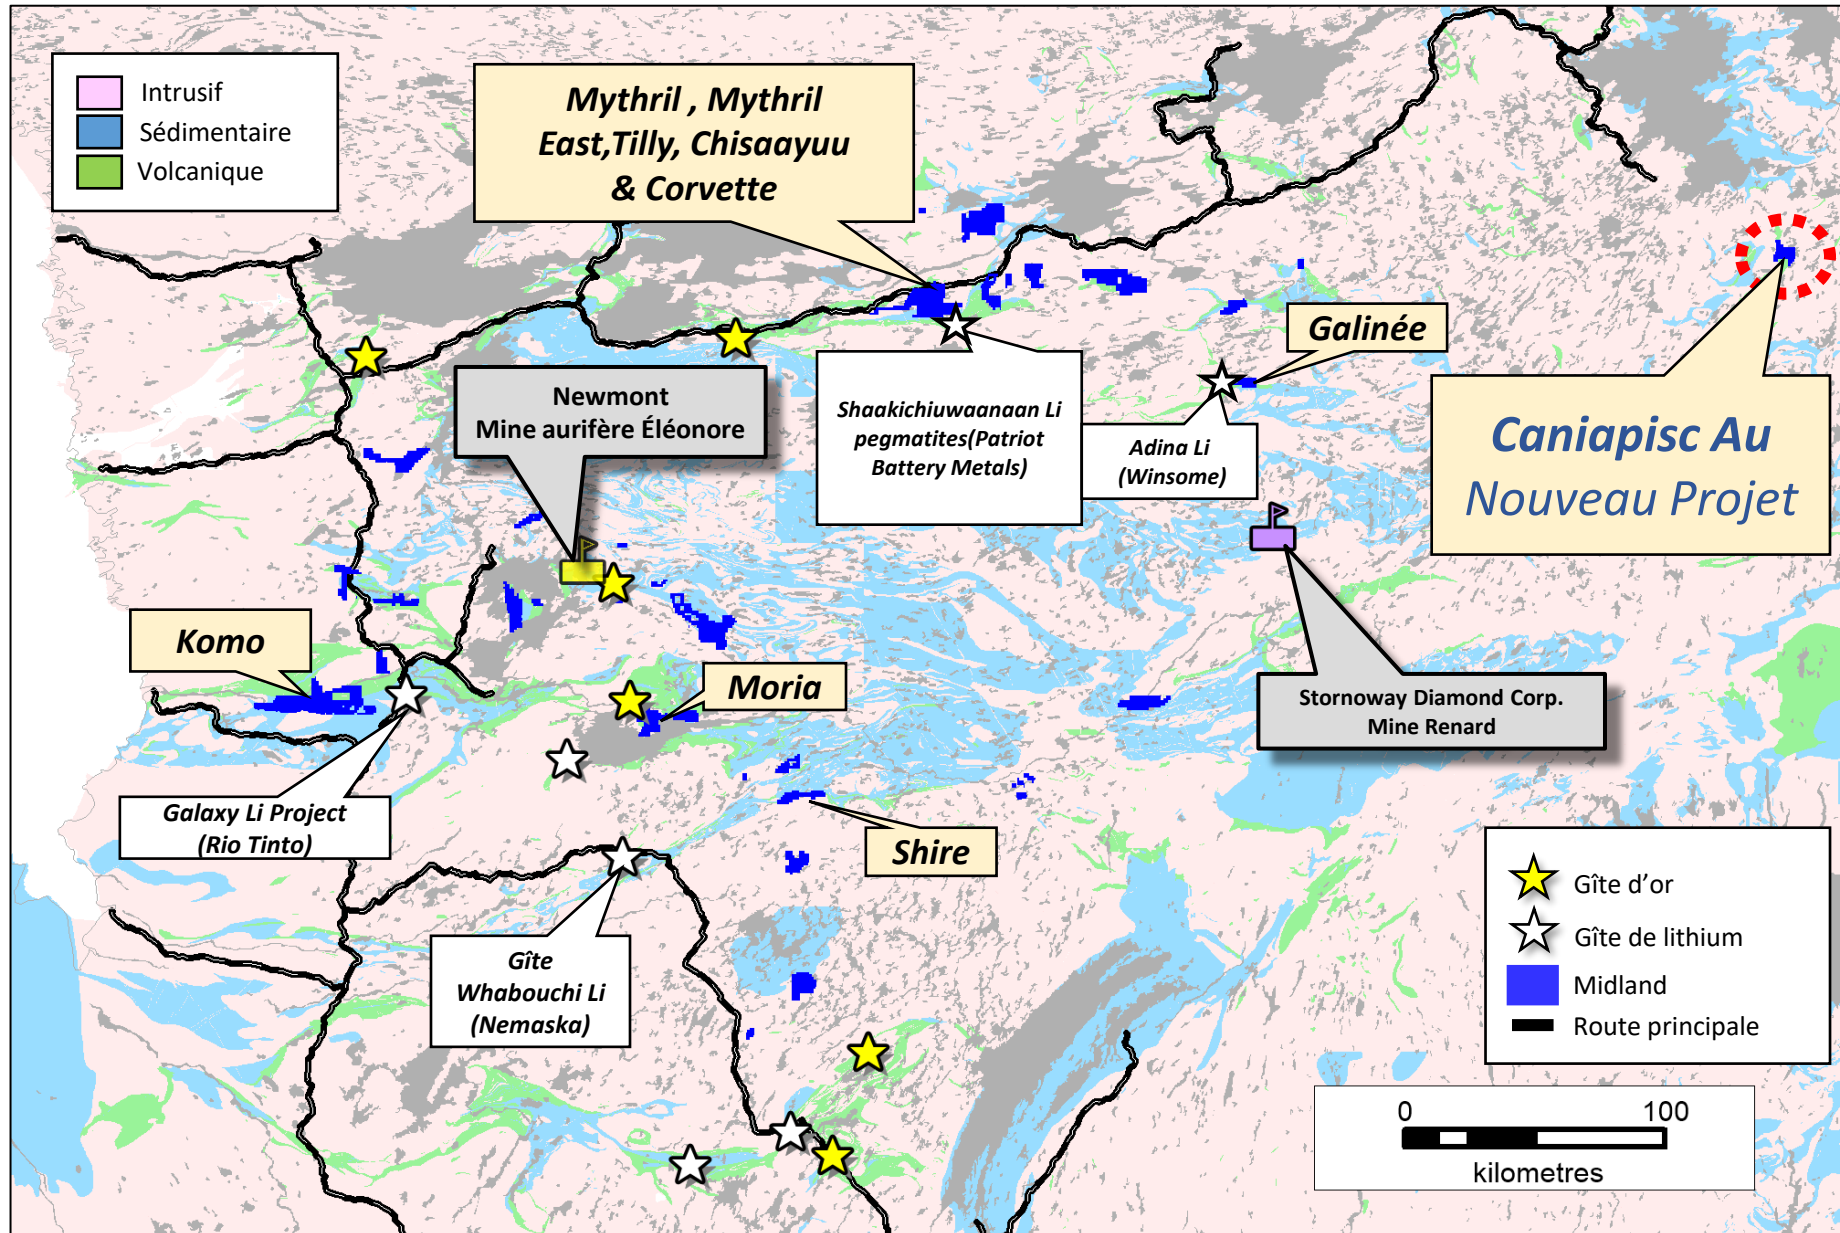 Intrusif
Sédimentaire
Volcanique
Mythril , Mythril
East,Tilly, Chisaayuu
& Corvette
Galinée
Newmont
Mine aurifère Éléonore
Shaakichiuwaanaan Li
pegmatites(Patriot
Battery Metals)
Adina Li
(Winsome)
Caniapisc Au
Nouveau Projet
Komo
Moria
Stornoway Diamond Corp.
Mine Renard
Galaxy Li Project
(Rio Tinto)
Shire
Gîte
Whabouchi Li
(Nemaska)
Gîte d’or
Gîte de lithium
Midland
Route principale
0 100
kilometres